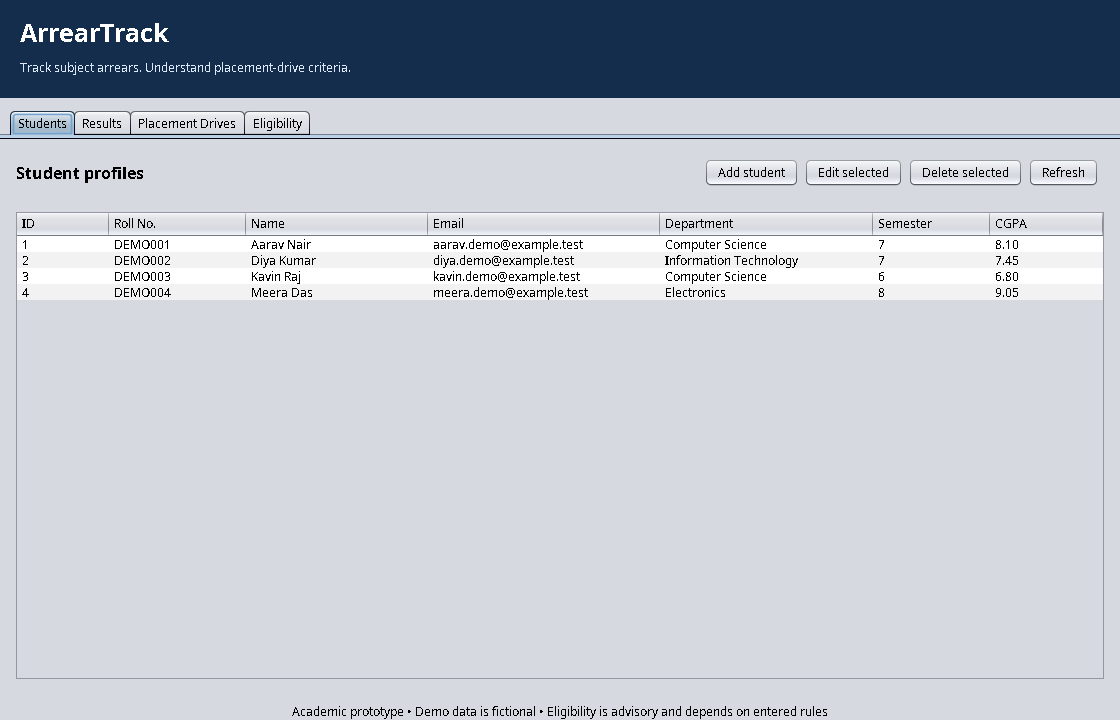 ArrearTrack
Track subject arrears. Understand placement-drive criteria.
Students Results Placement Drives Eligibility
Student profiles Add student Edit selected Delete selected Refresh
ID Roll No. Name Email Department Semester CGPA
1 DEMO001 Aarav Nair aarav.demo@example.test Computer Science 7 8.10
2 DEMO002 Diya Kumar diya.demo@example.test Information Technology 7 7.45
3 DEMO003 Kavin Raj kavin.demo@example.test Computer Science 6 6.80
4 DEMO004 Meera Das meera.demo@example.test Electronics 8 9.05
Academic prototype • Demo data is fictional • Eligibility is advisory and depends on entered rules